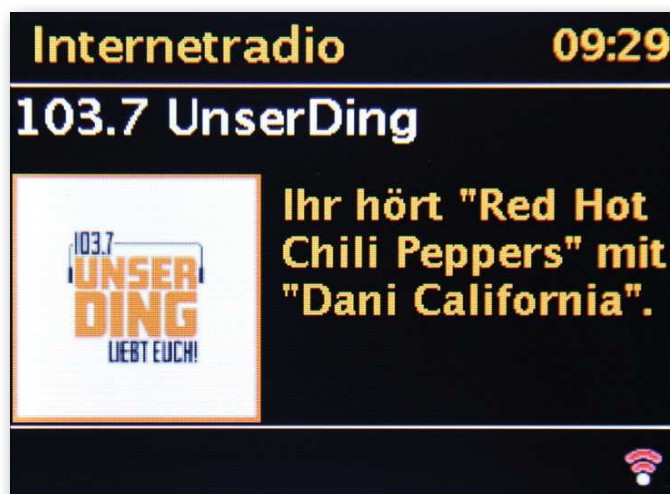 Internetradio 09:29
103.7 UnserDing
103.7
UNSER
DING
LIEBT EUCH!
Ihr hört "Red Hot
Chili Peppers" mit
"Dani California".